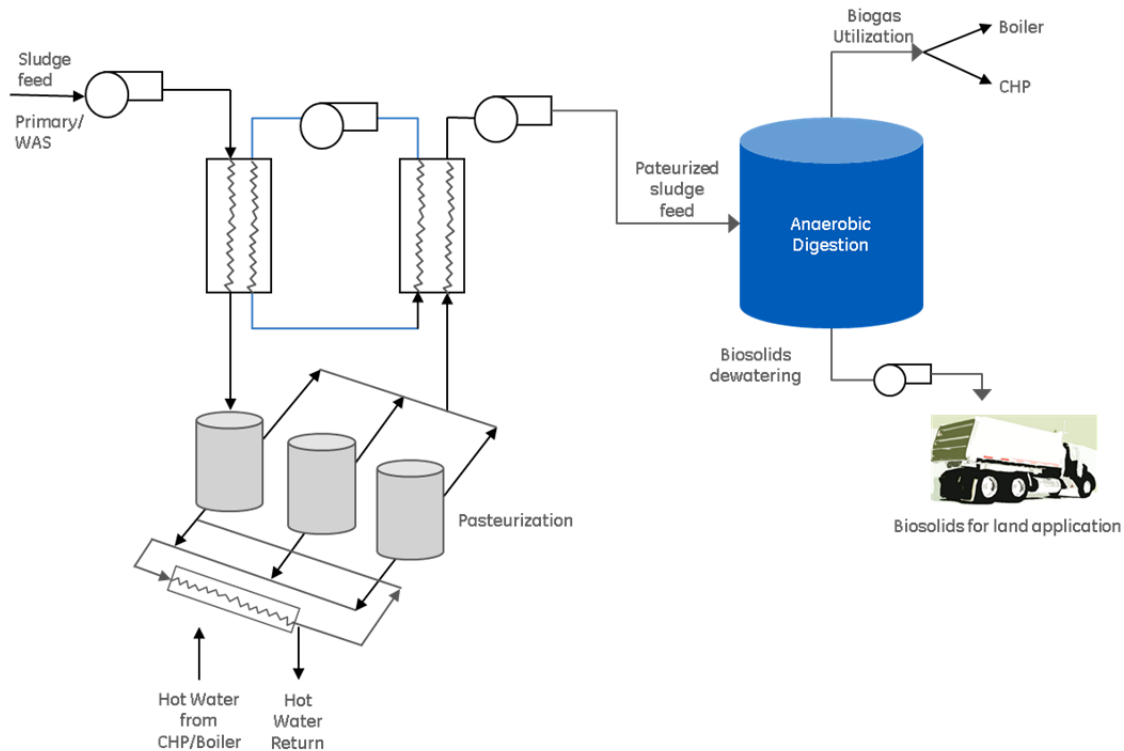 Sludge
feed
Primary/
WAS
Biogas
Utilization
Boiler
CHP
Pateurized
sludge
feed
Anaerobic
Digestion
Biosolids
dewatering
Pasteurization
Biosolids for land application
Hot Water
from
CHP/Boiler
Hot
Water
Return